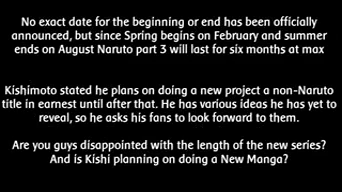 No exact date for the beginning or end has been officially
announced, but since Spring begins on February and summer
ends on August Naruto part 3 will last for six months at max
Kishimoto stated he plans on doing a new project a non-Naruto
title in earnest until after that. He has various ideas he has yet to
reveal, so he asks his fans to look forward to them.
Are you guys disappointed with the length of the new series?
And is Kishi planning on doing a New Manga?